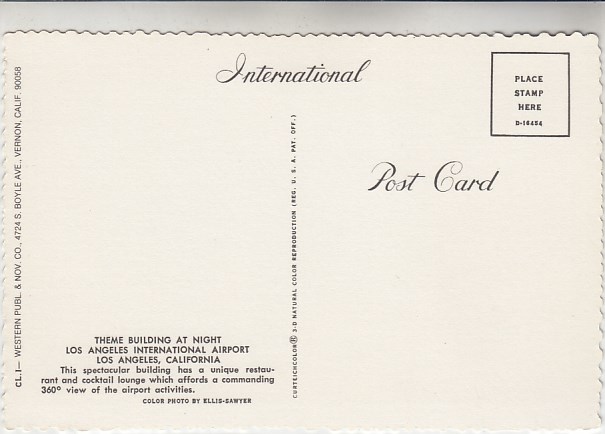 International
PLACE
STAMP
HERE
D-16454
Post Card
CL.I— WESTERN PUBL. & NOV. CO., 4724 S. BOYLE AVE., VERNON, CALIF. 90058
CURTEICHCOLOR® 3-D NATURAL COLOR REPRODUCTION (REG. U. S. A. PAT. OFF.)
THEME BUILDING AT NIGHT
LOS ANGELES INTERNATIONAL AIRPORT
LOS ANGELES, CALIFORNIA
This spectacular building has a unique restau-
rant and cocktail lounge which affords a commanding
360° view of the airport activities.
COLOR PHOTO BY ELLIS-SAWYER